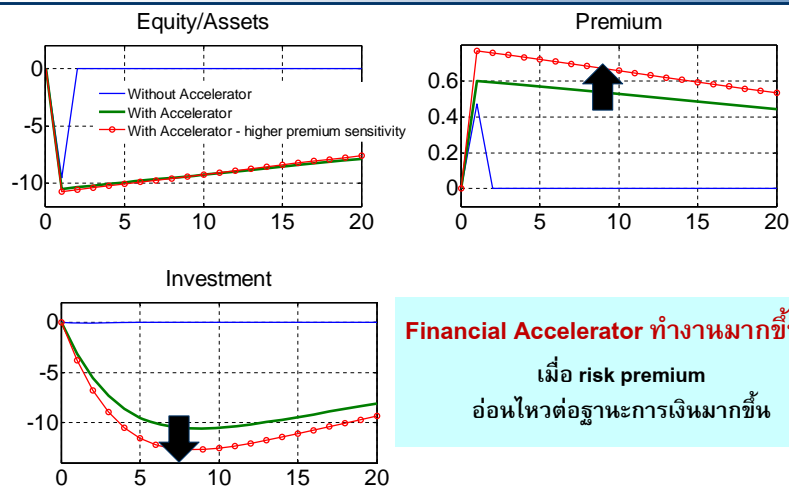 Equity/Assets
0
-5
-10
0 5 10 15 20
Without Accelerator
With Accelerator
With Accelerator - higher premium sensitivity
Premium
0.6
0.4
0.2
0
0 5 10 15 20
Investment
0
-5
-10
0 5 10 15 20
Financial Accelerator ทำงานมากขึ้น
เมื่อ risk premium
อ่อนไหวต่อฐานะการเงินมากขึ้น